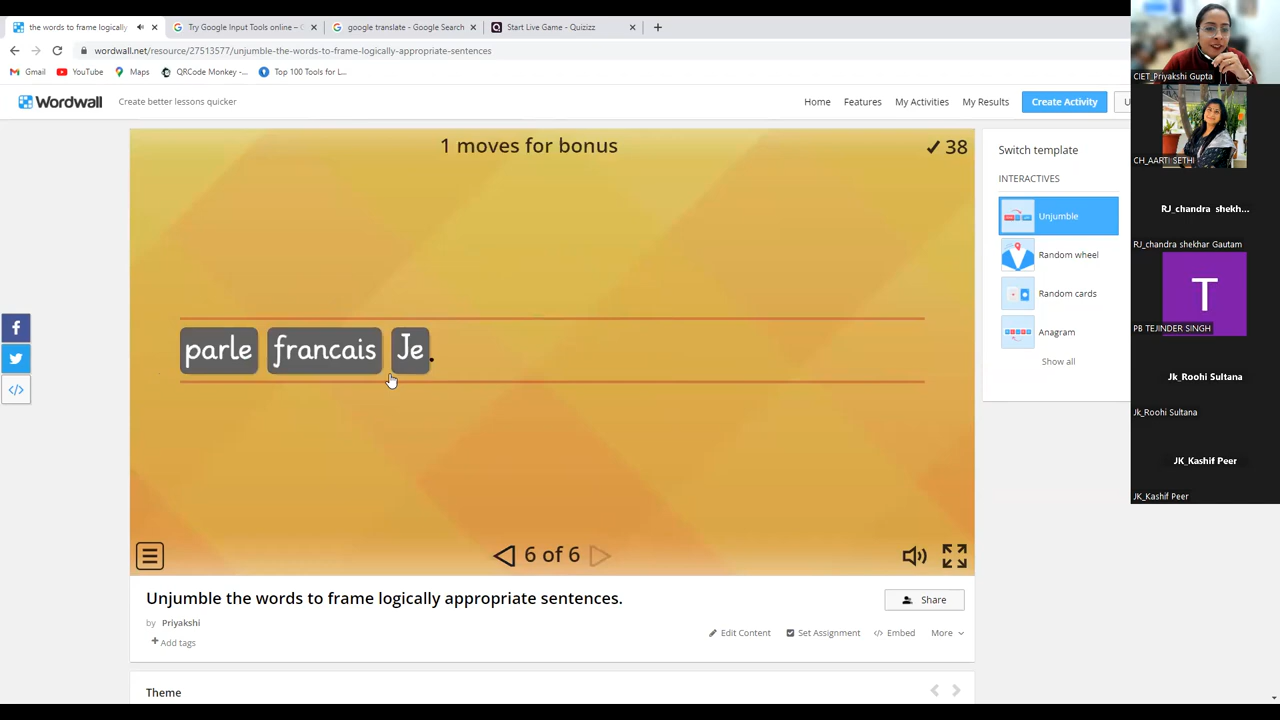 the words to frame logically
Try Google Input Tools online – G
google translate - Google Search
Start Live Game - Quizizz
wordwall.net/resource/27513577/unjumble-the-words-to-frame-logically-appropriate-sentences
Gmail
YouTube
Maps
QRCode Monkey -...
Top 100 Tools for L...
Wordwall
Create better lessons quicker
Home
Features
My Activities
My Results
Create Activity
U
1 moves for bonus
38
parle francais Je.
6 of 6
Switch template
INTERACTIVES
Unjumble
Random wheel
Random cards
Anagram
Show all
Unjumble the words to frame logically appropriate sentences.
Share
by Priyakshi
Add tags
Edit Content
Set Assignment
Embed
More
Theme
CIET_Priyakshi Gupta
CH_AARTI SETHI
RJ_chandra shekh...
RJ_chandra shekhar Gautam
T
PB TEJINDER SINGH
Jk_Roohi Sultana
Jk_Roohi Sultana
JK_Kashif Peer
JK_Kashif Peer